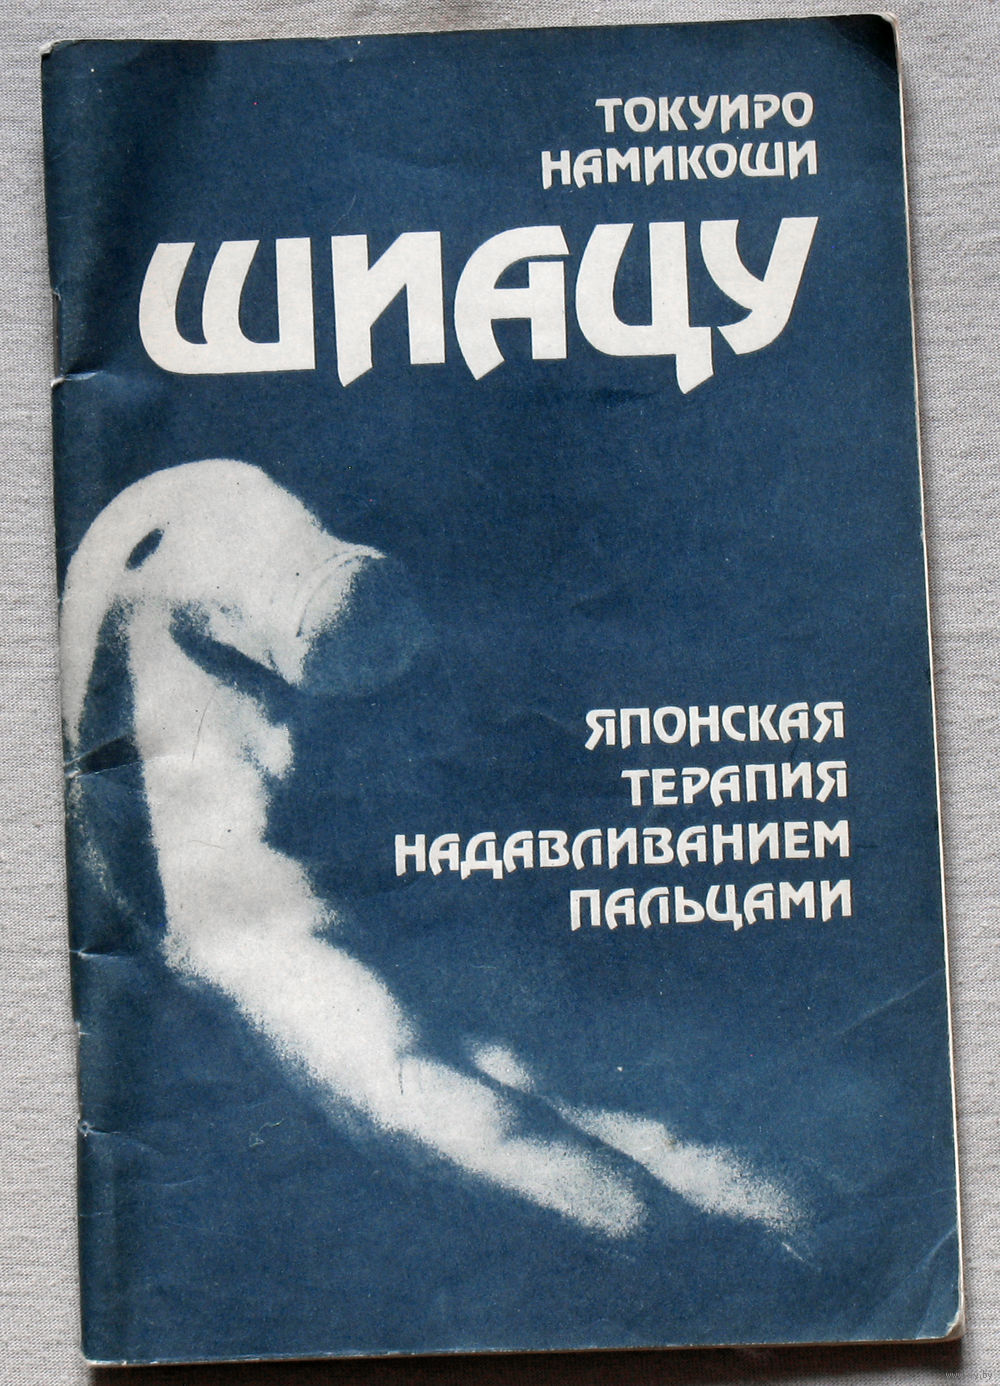 ТОКУИРО
НАМИКОШИ
ШИАЦУ
ЯПОНСКАЯ
ТЕРАПИЯ
НАДАВЛИВАНИЕМ
ПАЛЬЦАМИ